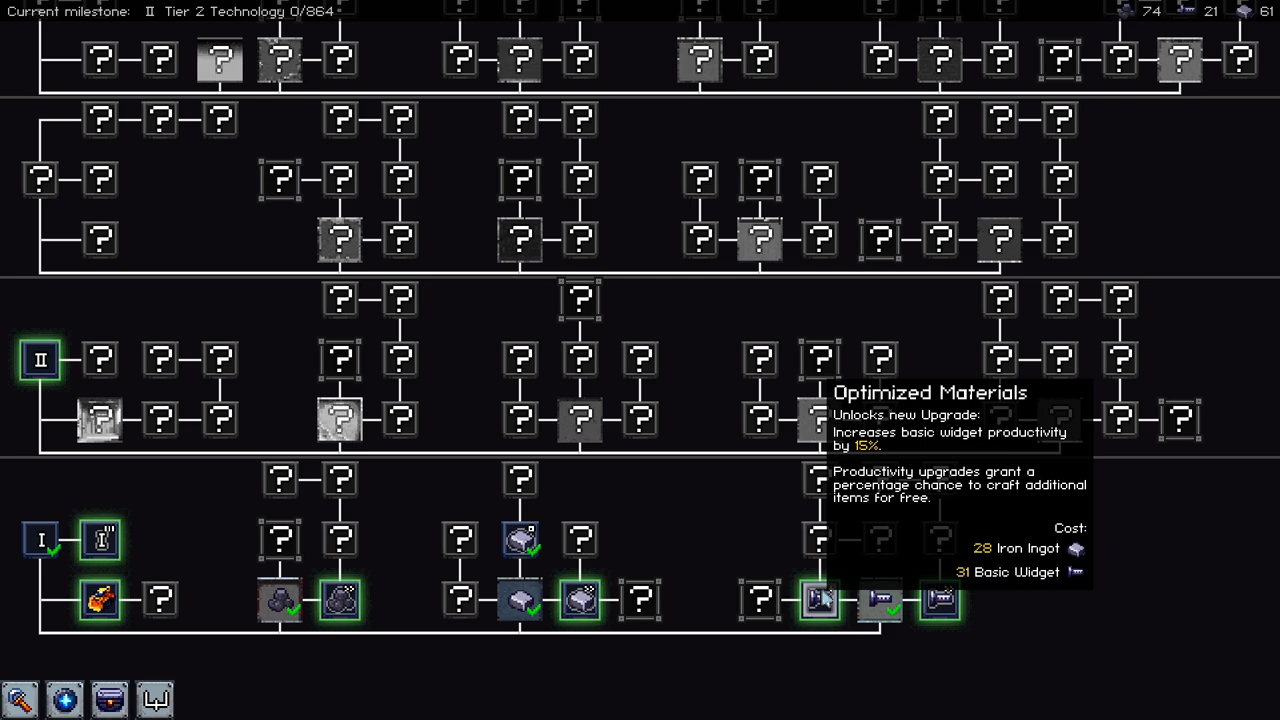 Current milestone: II Tier 2 Technology 0/864
74 21 61
? ? ? ? ? ? ? ? ? ? ? ? ? ? ? ? ?
? ? ? ? ? ? ? ? ? ?
? ? ? ? ? ? ? ? ? ? ? ? ? ?
? ? ? ? ? ? ? ? ? ? ? ?
? ? ? ? ? ?
II ? ? ? ? ? ? ? ? ? ? ? ? ? ?
? ? ? ? ? ? ? ? ? ? ?
Optimized Materials
Unlocks new Upgrade:
Increases basic widget productivity
by 15%.
Productivity upgrades grant a
percentage chance to craft additional
items for free.
Cost:
28 Iron Ingot
31 Basic Widget
? ? ? ?
I I ? ? ? ? ? ? ?
? ? ? ?